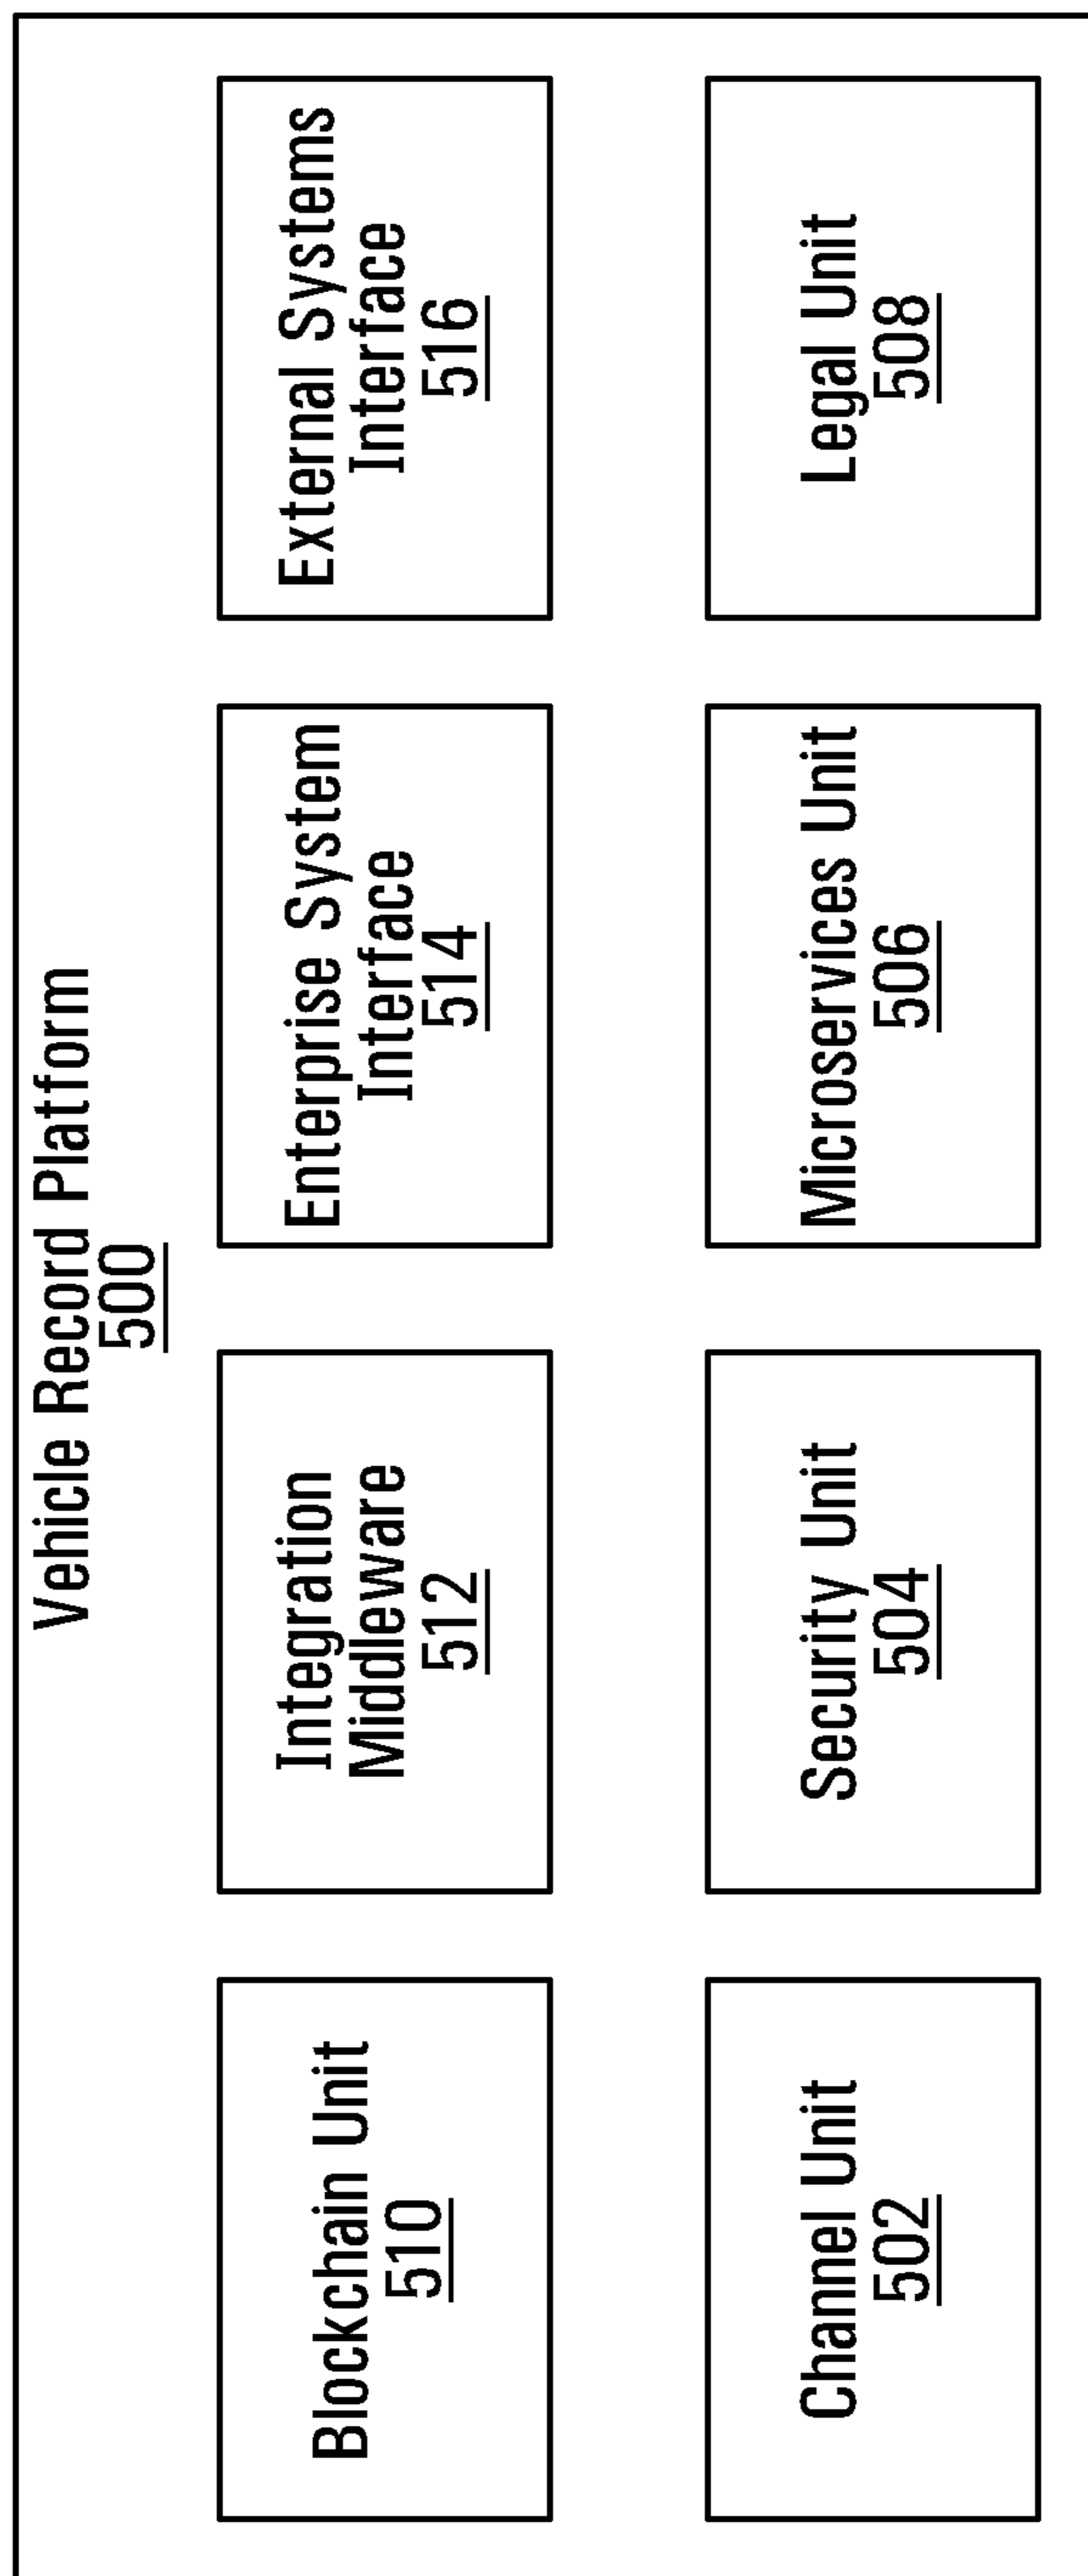 Vehicle Record Platform
500
Blockchain Unit
510
Integration
Middleware
512
Enterprise System
Interface
514
External Systems
Interface
516
Channel Unit
502
Security Unit
504
Microservices Unit
506
Legal Unit
508